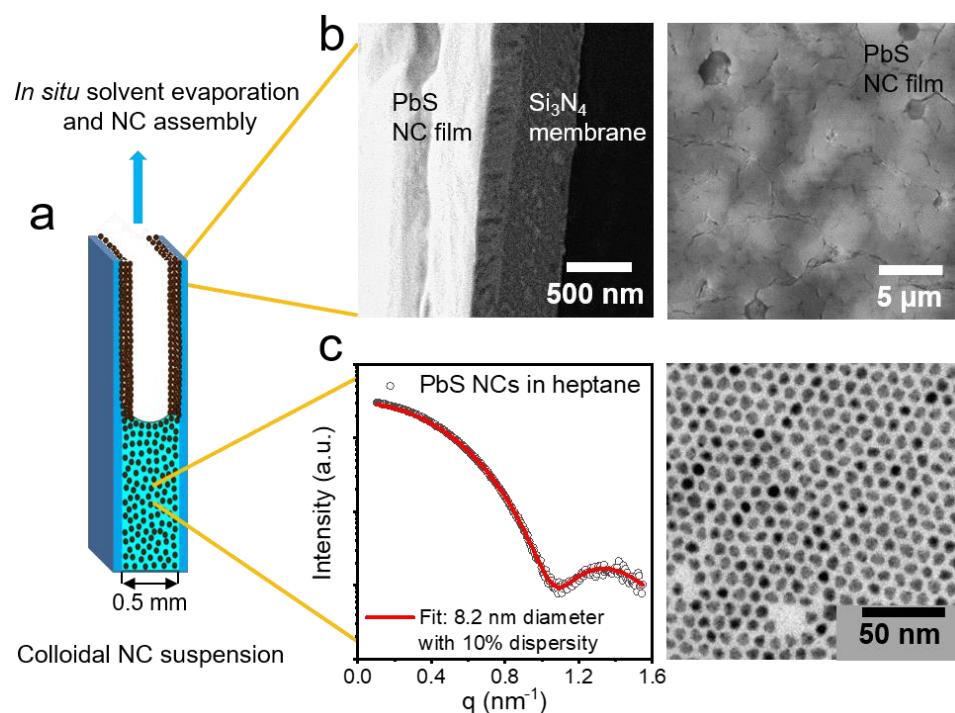 a
In situ solvent evaporation
and NC assembly
0.5 mm
Colloidal NC suspension
b
PbS
NC film
Si₃N₄
membrane
500 nm
PbS
NC film
5 µm
c
PbS NCs in heptane
Intensity (a.u.)
Fit: 8.2 nm diameter
with 10% dispersity
0.0 0.4 0.8 1.2 1.6
q (nm⁻¹)
50 nm